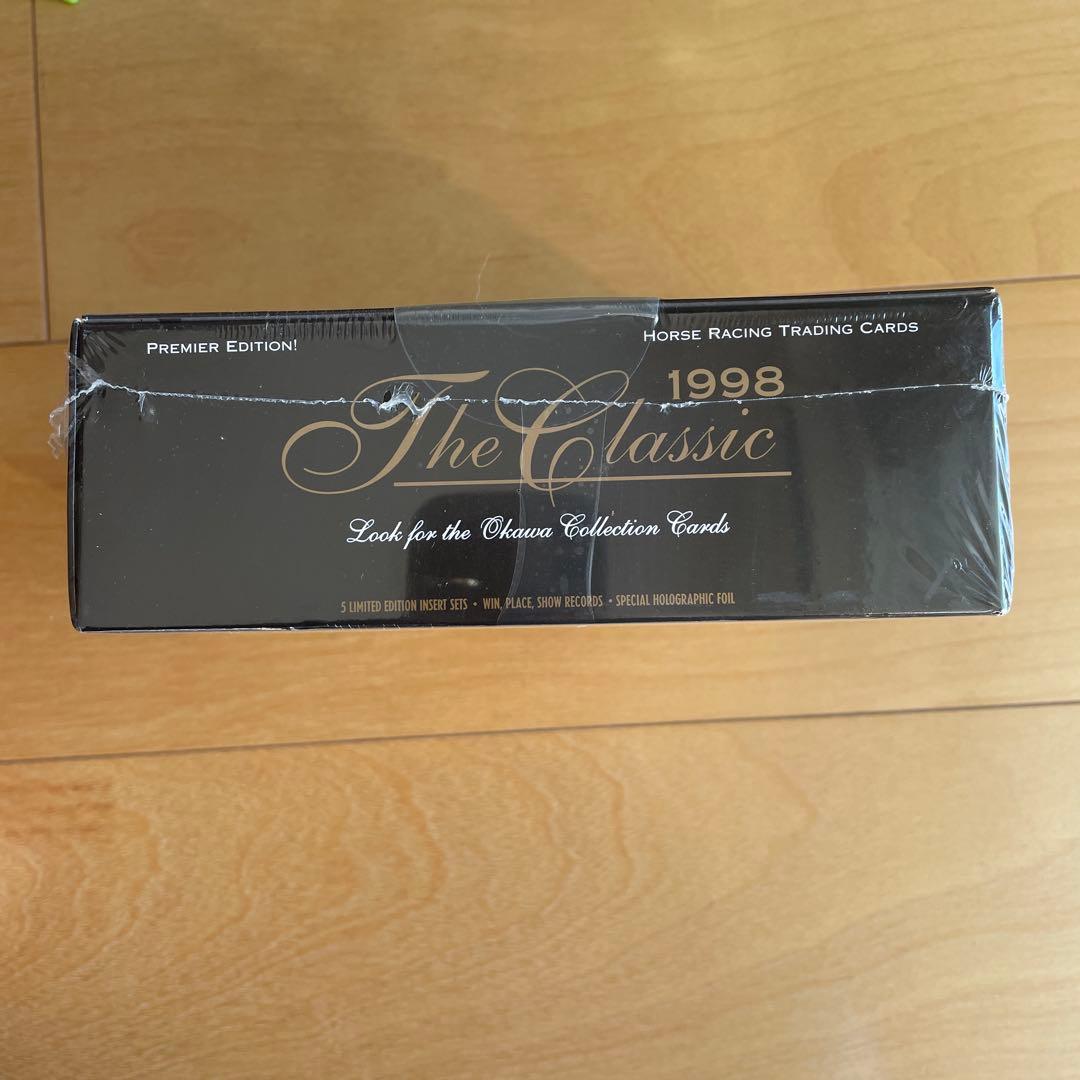 PREMIER EDITION!
HORSE RACING TRADING CARDS
1998
The Classic
Look for the Okawa Collection Cards
5 LIMITED EDITION INSERT SETS • WIN, PLACE, SHOW RECORDS • SPECIAL HOLOGRAPHIC FOIL